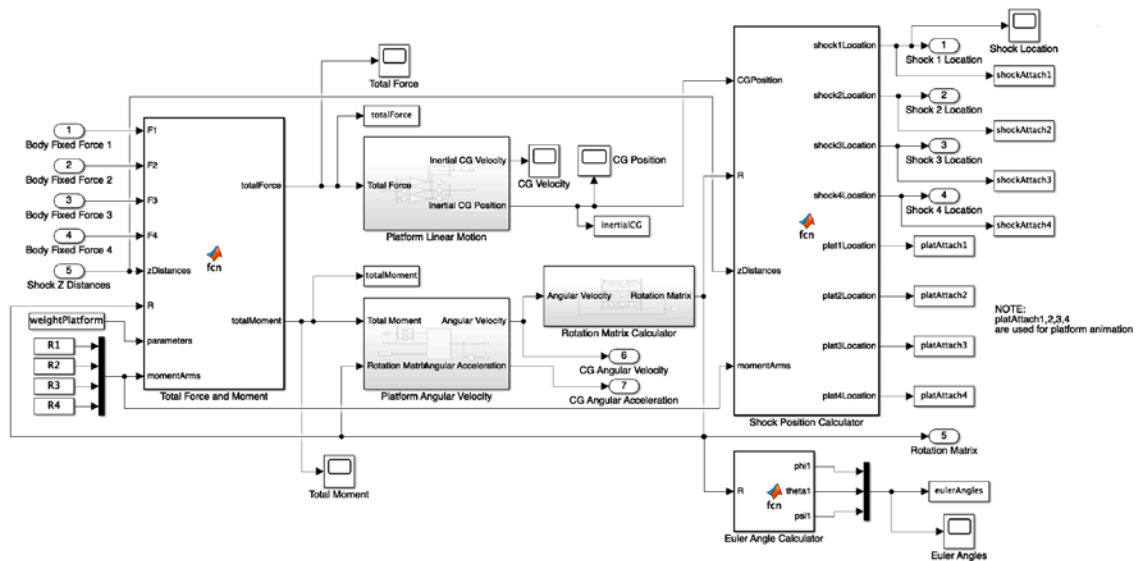 shock1Location
1
Shock 1 Location
Shock Location
shockAttach1
Total Force
CGPosition
shock2Location
2
Shock 2 Location
shockAttach2
totalForce
1
Body Fixed Force 1
F1
2
Body Fixed Force 2
F2
3
Body Fixed Force 3
F3
4
Body Fixed Force 4
F4
5
Shock Z Distances
zDistances
R
weightPlatform
parameters
R1
R2
R3
R4
momentArms
fcn
totalForce
totalMoment
Total Force and Moment
Total Force
Inertial CG Velocity
Inertial CG Position
Platform Linear Motion
CG Velocity
CG Position
inertialCG
totalMoment
Total Moment
Rotation Matrix
Angular Velocity
Angular Acceleration
Platform Angular Velocity
Angular Velocity
Rotation Matrix
Rotation Matrix Calculator
6
CG Angular Velocity
7
CG Angular Acceleration
R
zDistances
momentArms
fcn
shock3Location
3
Shock 3 Location
shockAttach3
shock4Location
4
Shock 4 Location
shockAttach4
plat1Location
platAttach1
plat2Location
platAttach2
plat3Location
platAttach3
plat4Location
platAttach4
Shock Position Calculator
NOTE:
platAttach1,2,3,4
are used for platform animation
5
Rotation Matrix
Total Moment
R
fcn
phi1
theta1
psi1
Euler Angle Calculator
eulerAngles
Euler Angles